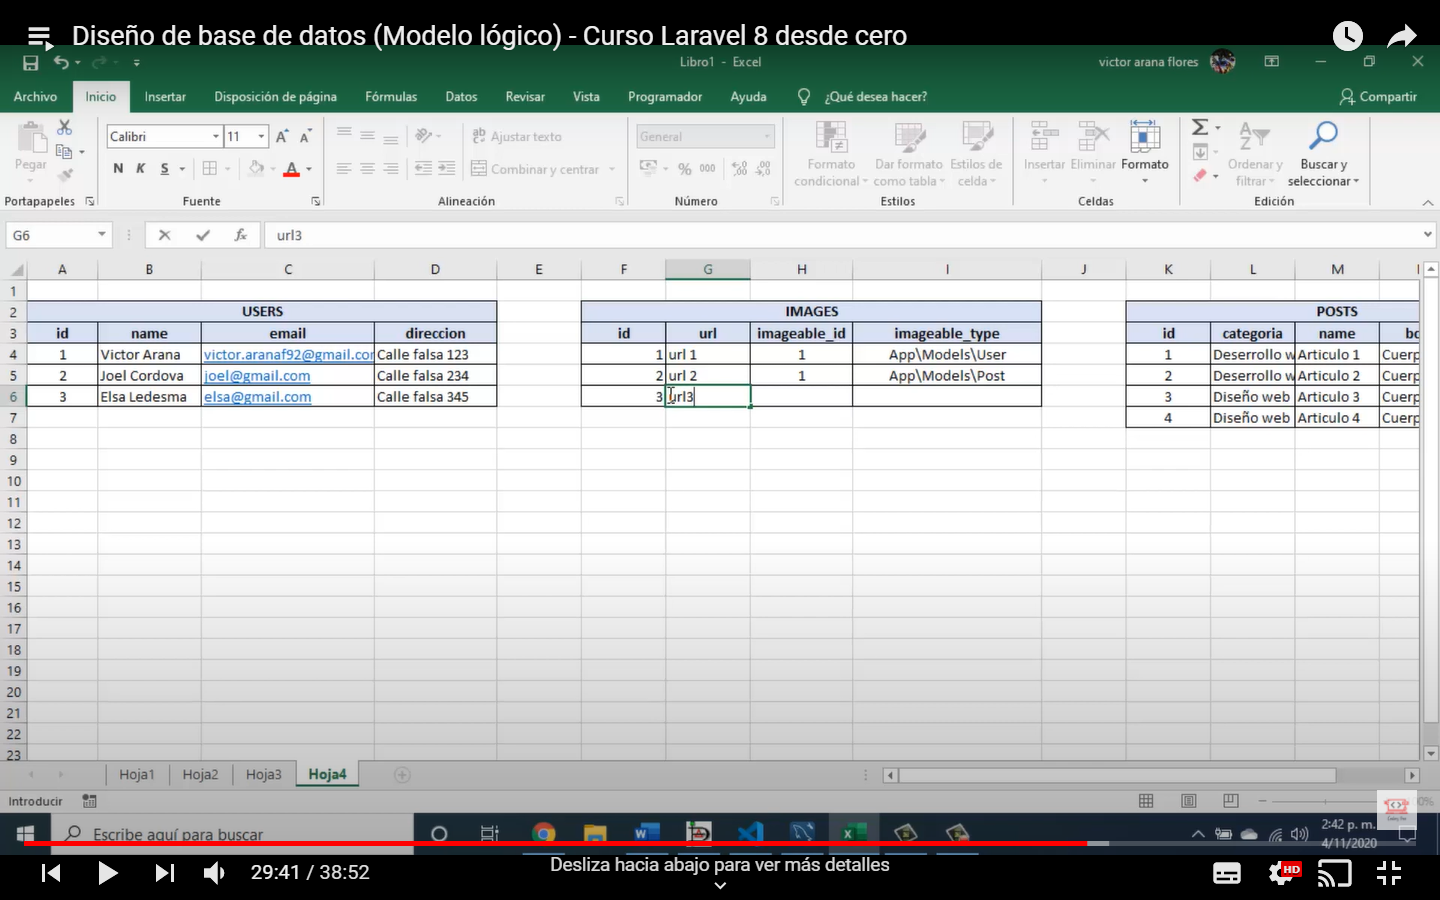 Diseño de base de datos (Modelo lógico) - Curso Laravel 8 desde cero
Libro1 - Excel
victor arana flores
Archivo Inicio Insertar Disposición de página Fórmulas Datos Revisar Vista Programador Ayuda ¿Qué desea hacer? Compartir
Pegar
Calibri 11
Ajustar texto
General
N K S
Combinar y centrar
% 000
Formato condicional
Dar formato como tabla
Estilos de celda
Insertar Eliminar Formato
Ordenar y filtrar
Buscar y seleccionar
Portapapeles Fuente Alineación Número Estilos Celdas Edición
G6 fx url3
A B C D E F G H I J K L M
1
2 USERS IMAGES POSTS
3 id name email direccion id url imageable_id imageable_type id categoria name
4 1 Victor Arana victor.aranaf92@gmail.cor Calle falsa 123 1 url 1 1 App\Models\User 1 Deserrollo w Articulo 1 Cuerp
5 2 Joel Cordova joel@gmail.com Calle falsa 234 2 url 2 1 App\Models\Post 2 Deserrollo w Articulo 2 Cuerp
6 3 Elsa Ledesma elsa@gmail.com Calle falsa 345 3 url3 3 Diseño web Articulo 3 Cuerp
7 4 Diseño web Articulo 4 Cuerp
8
9
10
11
12
13
14
15
16
17
18
19
20
21
22
23
Hoja1 Hoja2 Hoja3 Hoja4
Introducir
Escribe aquí para buscar
2:42 p. m.
4/11/2020
29:41 / 38:52
Desliza hacia abajo para ver más detalles
HD